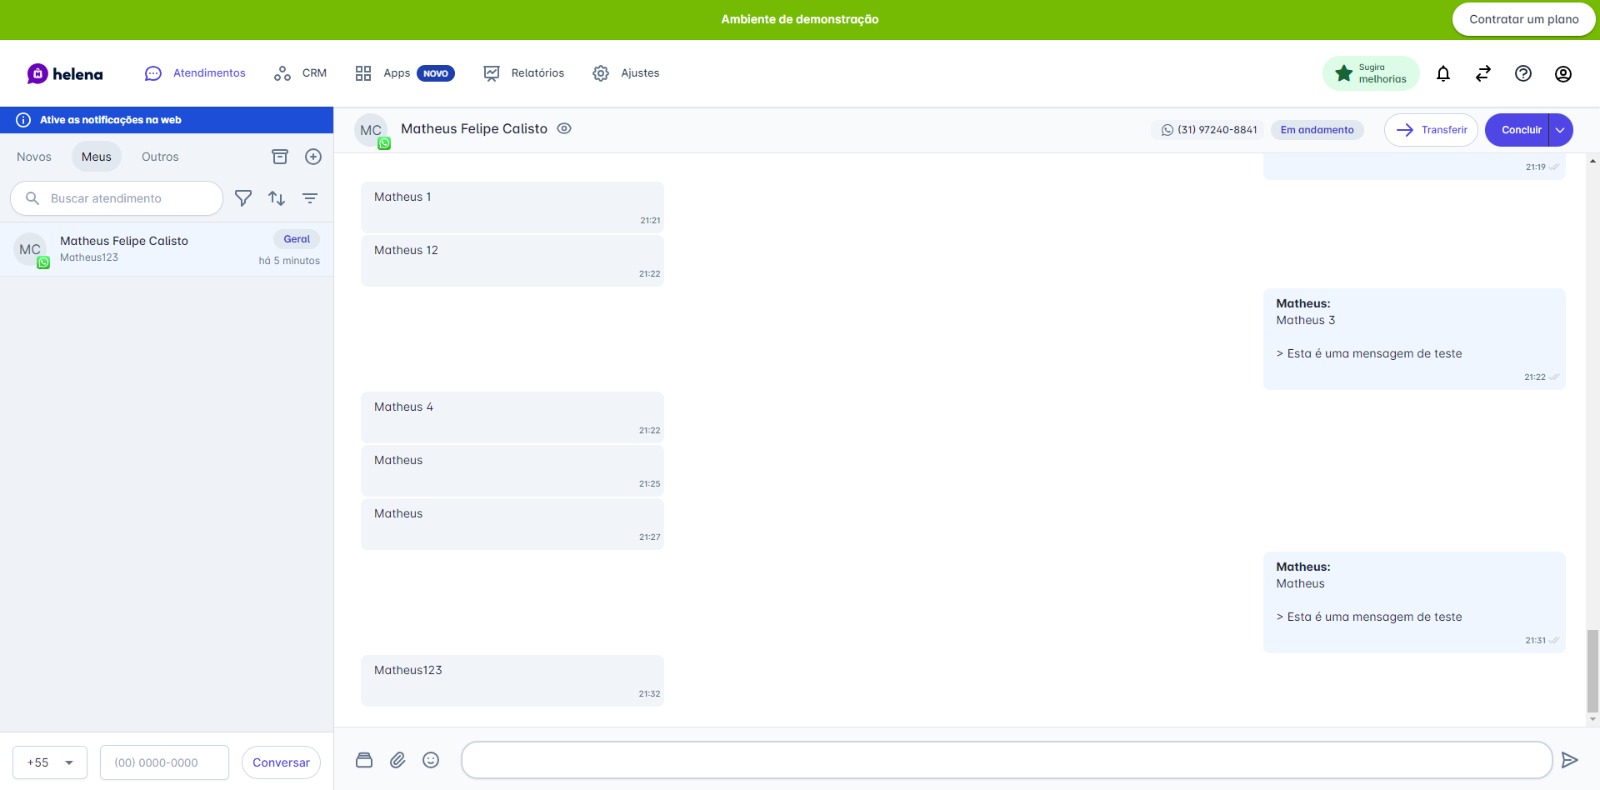 Ambiente de demonstração
Contratar um plano
helena
Atendimentos
CRM
Apps NOVO
Relatórios
Ajustes
Sugira
melhorias
Ative as notificações na web
Novos Meus Outros
Buscar atendimento
MC
Matheus Felipe Calisto
Geral
Matheus123
há 5 minutos
+55
(00) 0000-0000
Conversar
MC
Matheus Felipe Calisto
(31) 97240-8841
Em andamento
Transferir
Concluir
21:19
Matheus 1
21:21
Matheus 12
21:22
Matheus:
Matheus 3
> Esta é uma mensagem de teste
21:22
Matheus 4
21:22
Matheus
21:25
Matheus
21:27
Matheus:
Matheus
> Esta é uma mensagem de teste
21:31
Matheus123
21:32